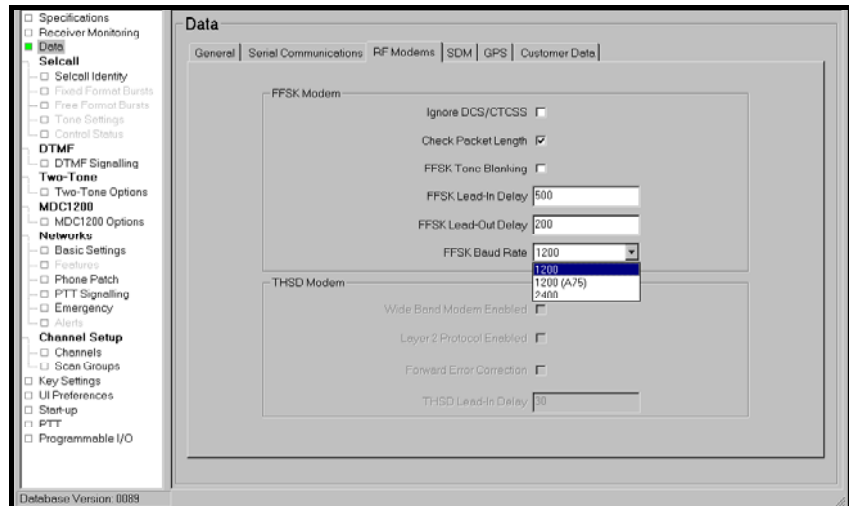 Specifications
Receiver Monitoring
Data
Selcall
Selcall Identity
Fixed Format Bursts
Free Format Bursts
Tone Settings
Control Status
DTMF
DTMF Signalling
Two-Tone
Two-Tone Options
MDC1200
MDC1200 Options
Networks
Basic Settings
Features
Phone Patch
PTT Signalling
Emergency
Alerts
Channel Setup
Channels
Scan Groups
Key Settings
UI Preferences
Start-up
PTT
Programmable I/O
Database Version: 0089
Data
General Serial Communications RF Modems SDM GPS Customer Data
FFSK Modem
Ignore DCS/CTCSS
Check Packet Length
FFSK Tone Blanking
FFSK Lead-In Delay 500
FFSK Lead-Out Delay 200
FFSK Baud Rate 1200
1200
1200 (A75)
2400
THSD Modem
Wide Band Modem Enabled
Layer 2 Protocol Enabled
Forward Error Correction
THSD Lead-In Delay 30